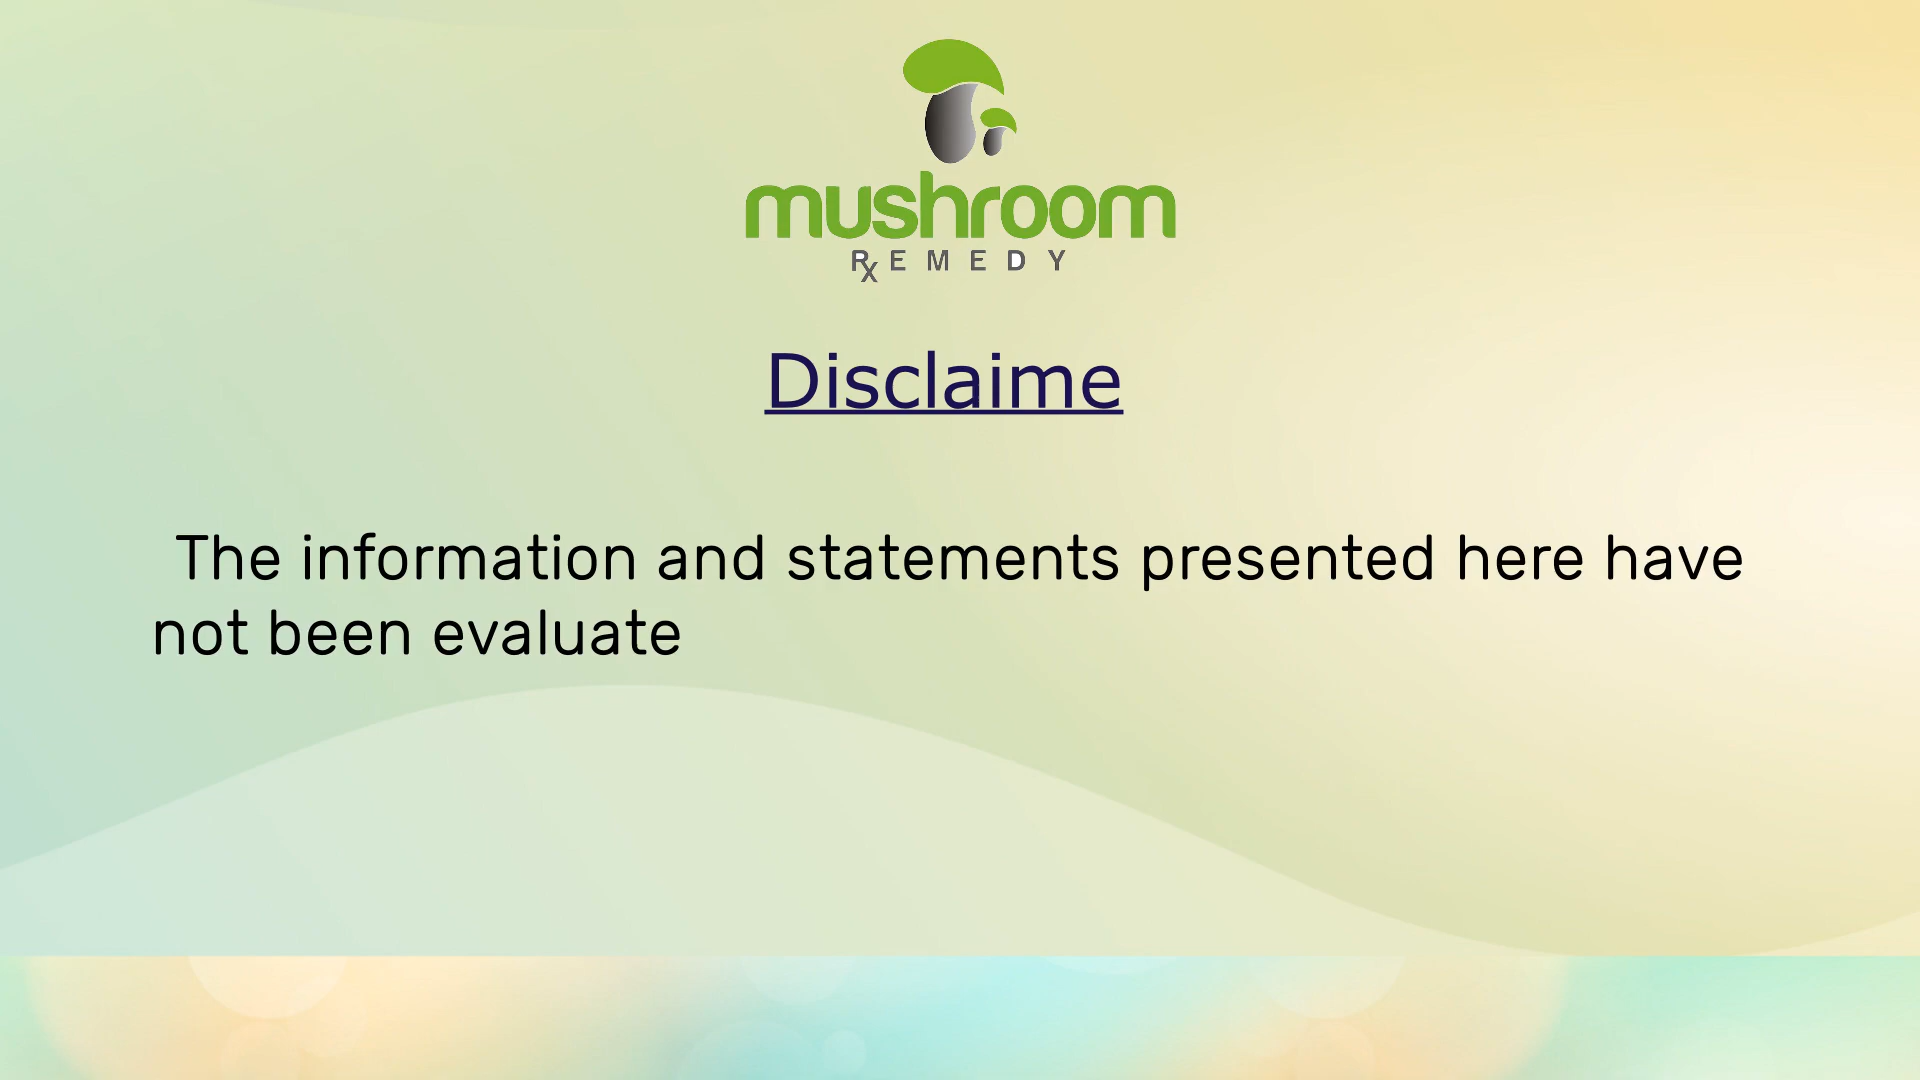 mushroom
RxEMEDY
Disclaime
The information and statements presented here have
not been evaluate